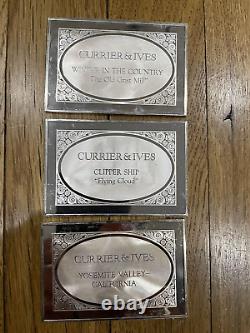 CURRIER & IVES
WINTER IN THE COUNTRY
"The Old Grist Mill"
CURRIER & IVES
CLIPPER SHIP
"Flying Cloud"
CURRIER & IVES
YOSEMITE VALLEY–
CALIFORNIA